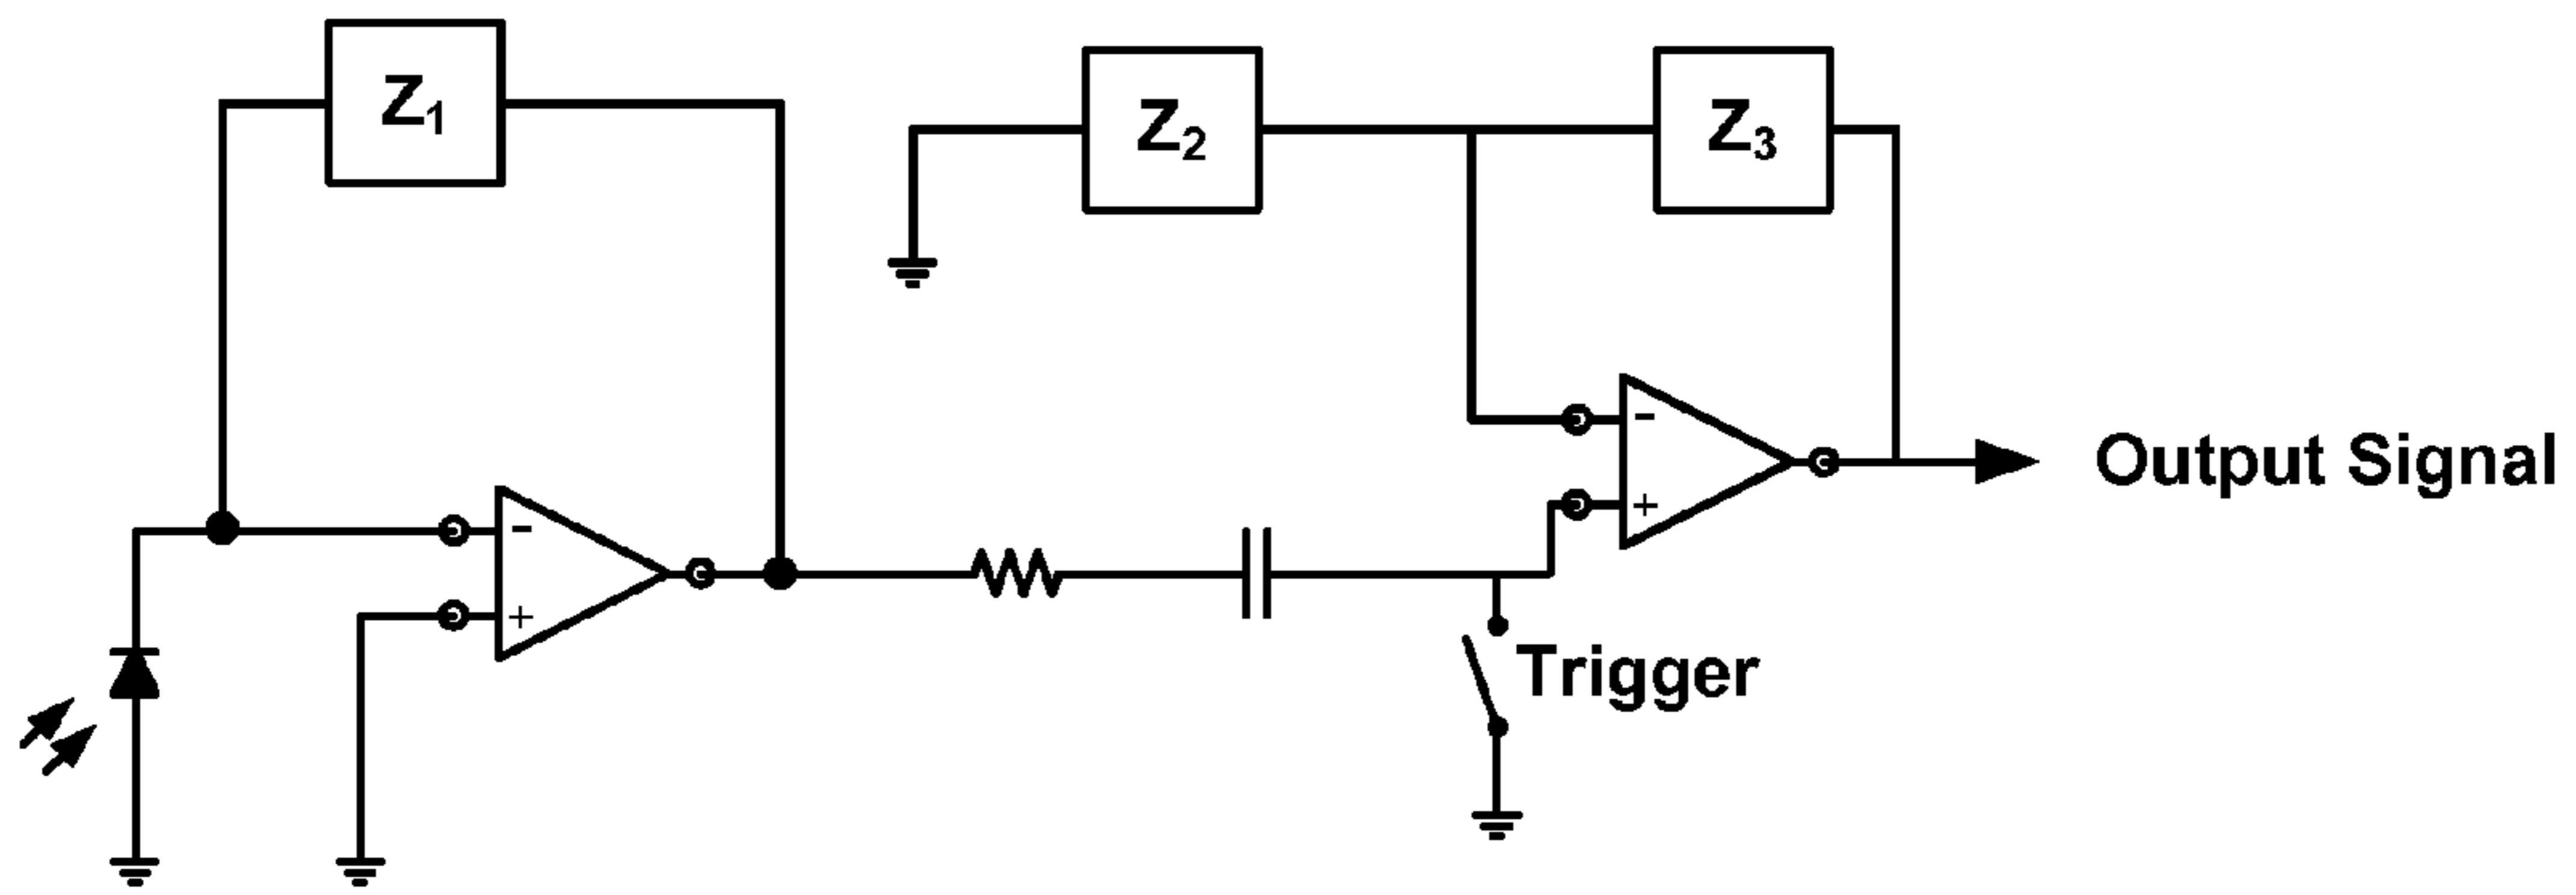 Z₁
Z₂
Z₃
-
+
Output Signal
-
+
Trigger